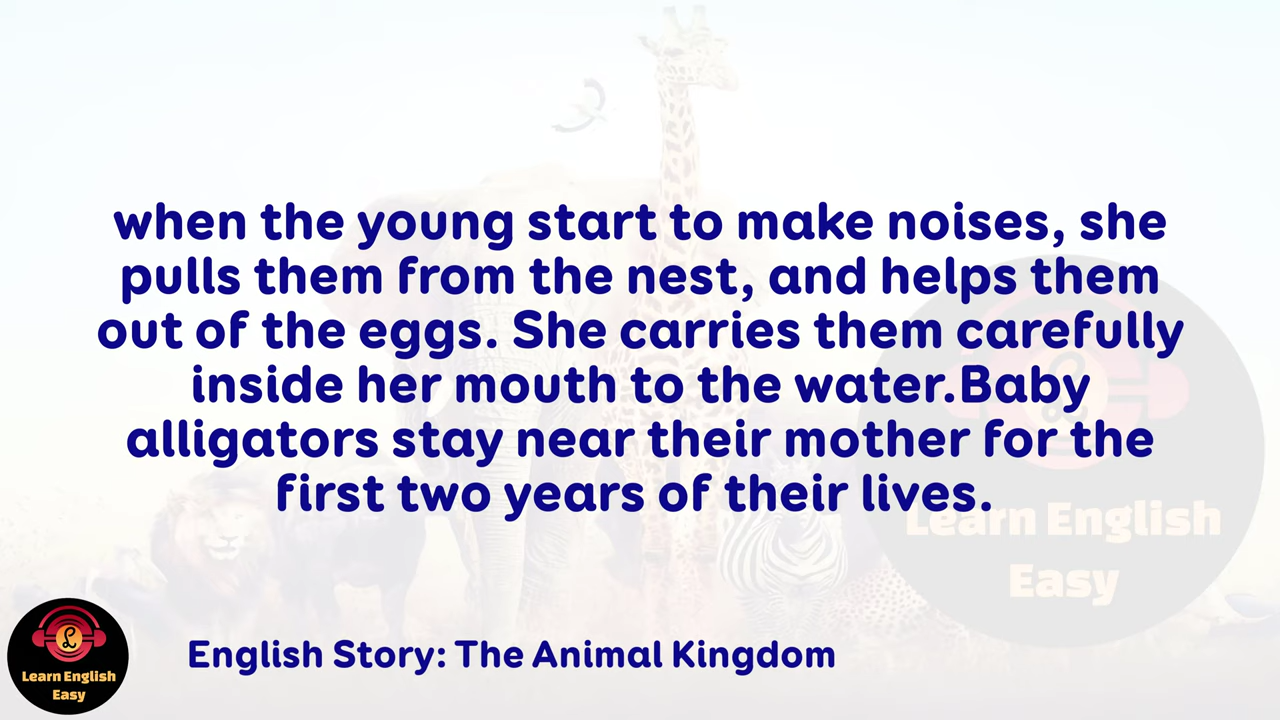 when the young start to make noises, she
pulls them from the nest, and helps them
out of the eggs. She carries them carefully
inside her mouth to the water.Baby
alligators stay near their mother for the
first two years of their lives.
Learn English
Easy
English Story: The Animal Kingdom
Learn English
Easy